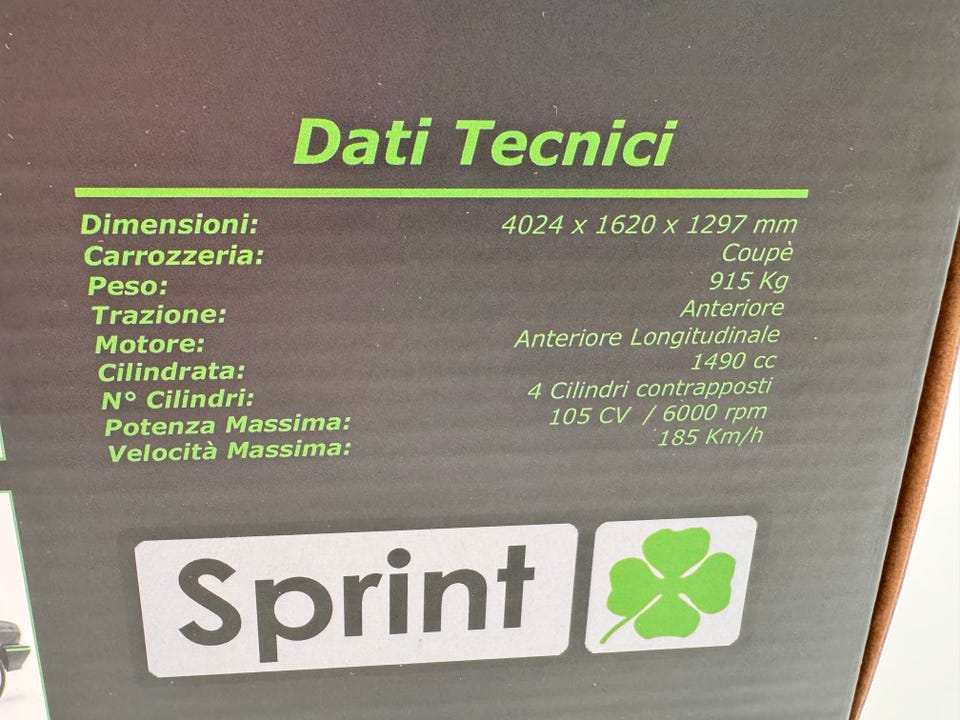 Dati Tecnici
Dimensioni: 4024 x 1620 x 1297 mm
Carrozzeria: Coupè
Peso: 915 Kg
Trazione: Anteriore
Motore: Anteriore Longitudinale
Cilindrata: 1490 cc
N° Cilindri: 4 Cilindri contrapposti
Potenza Massima: 105 CV / 6000 rpm
Velocità Massima: 185 Km/h
Sprint